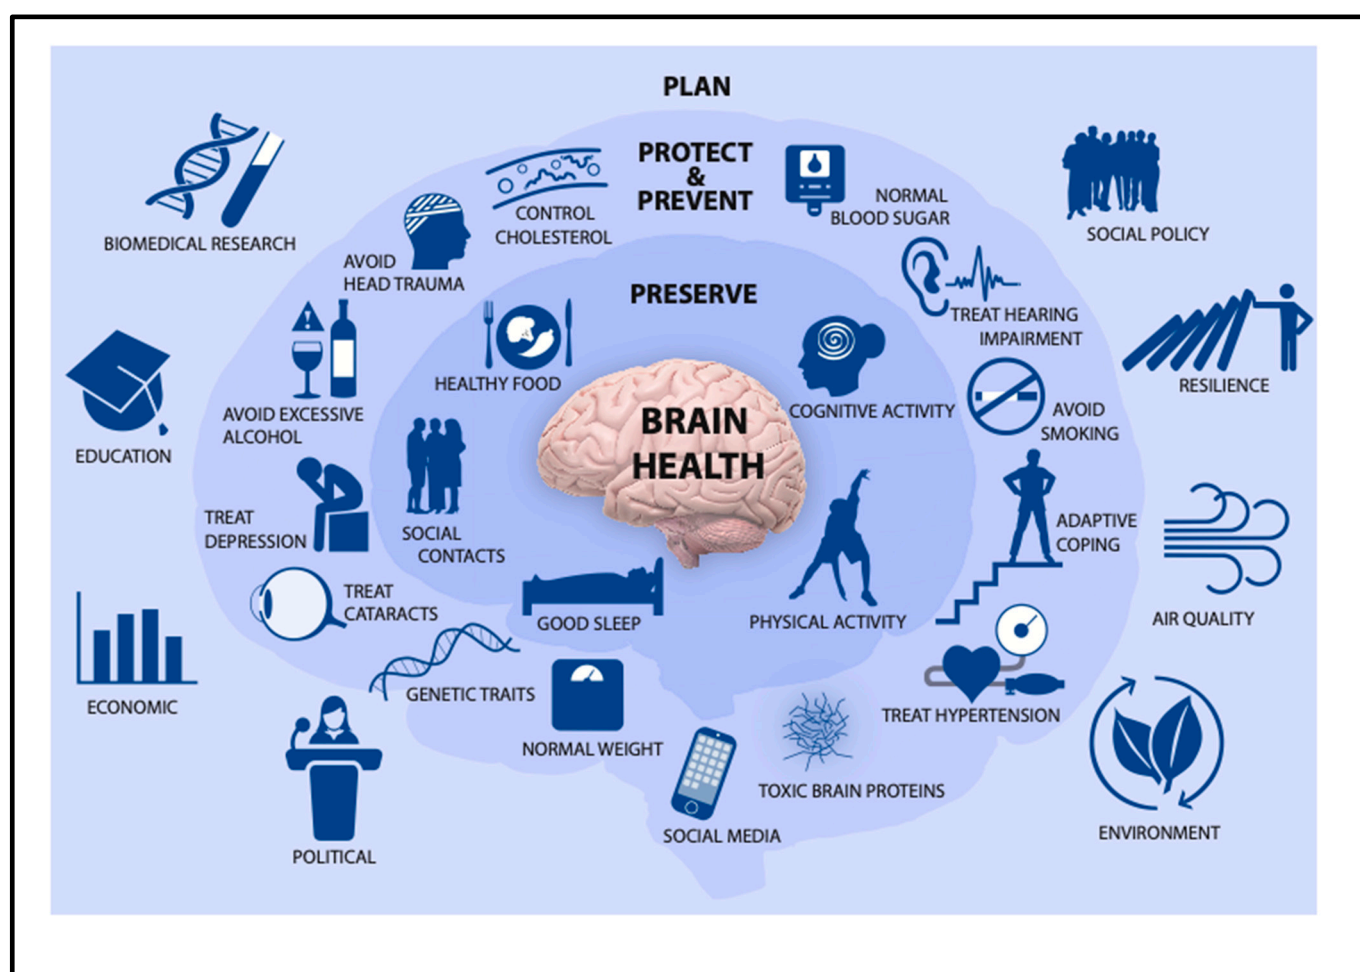 PLAN
PROTECT
&
PREVENT
PRESERVE
BRAIN
HEALTH
BIOMEDICAL RESEARCH
CONTROL
CHOLESTEROL
NORMAL
BLOOD SUGAR
SOCIAL POLICY
AVOID
HEAD TRAUMA
TREAT HEARING
IMPAIRMENT
RESILIENCE
HEALTHY FOOD
COGNITIVE ACTIVITY
AVOID
SMOKING
AVOID EXCESSIVE
ALCOHOL
EDUCATION
TREAT
DEPRESSION
SOCIAL
CONTACTS
ADAPTIVE
COPING
TREAT
CATARACTS
GOOD SLEEP
PHYSICAL ACTIVITY
AIR QUALITY
ECONOMIC
GENETIC TRAITS
NORMAL WEIGHT
TREAT HYPERTENSION
TOXIC BRAIN PROTEINS
SOCIAL MEDIA
ENVIRONMENT
POLITICAL